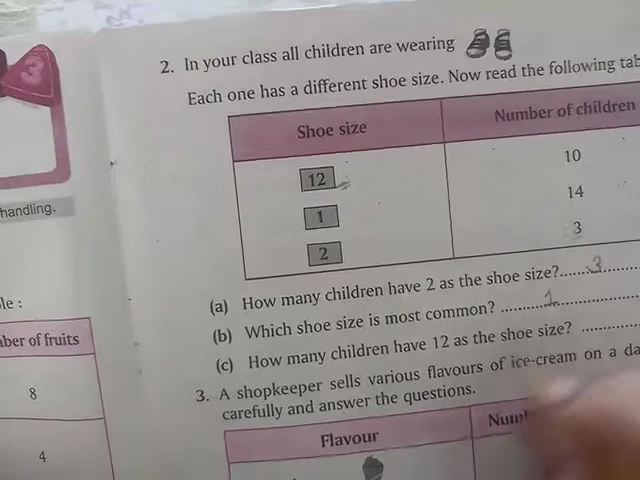 3
2. In your class all children are wearing
Each one has a different shoe size. Now read the following tab
Shoe size Number of children
12 10
1 14
2 3
handling.
(a) How many children have 2 as the shoe size?......3......
(b) Which shoe size is most common? ..........1..........
(c) How many children have 12 as the shoe size? ............
le :
ber of fruits
8
4
3. A shopkeeper sells various flavours of ice-cream on a da
carefully and answer the questions.
Flavour Num